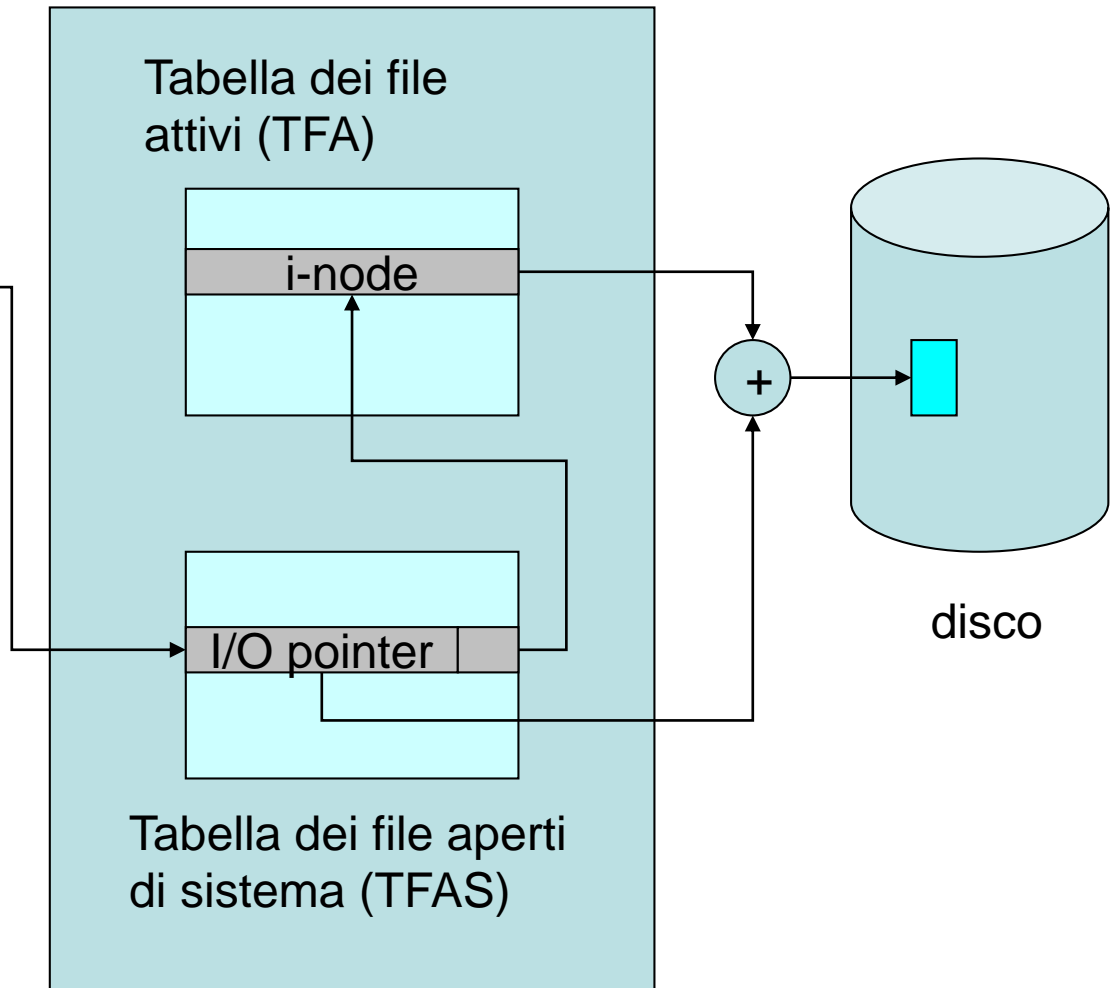 Tabella dei file
attivi (TFA)
i-node
+
I/O pointer
disco
Tabella dei file aperti
di sistema (TFAS)